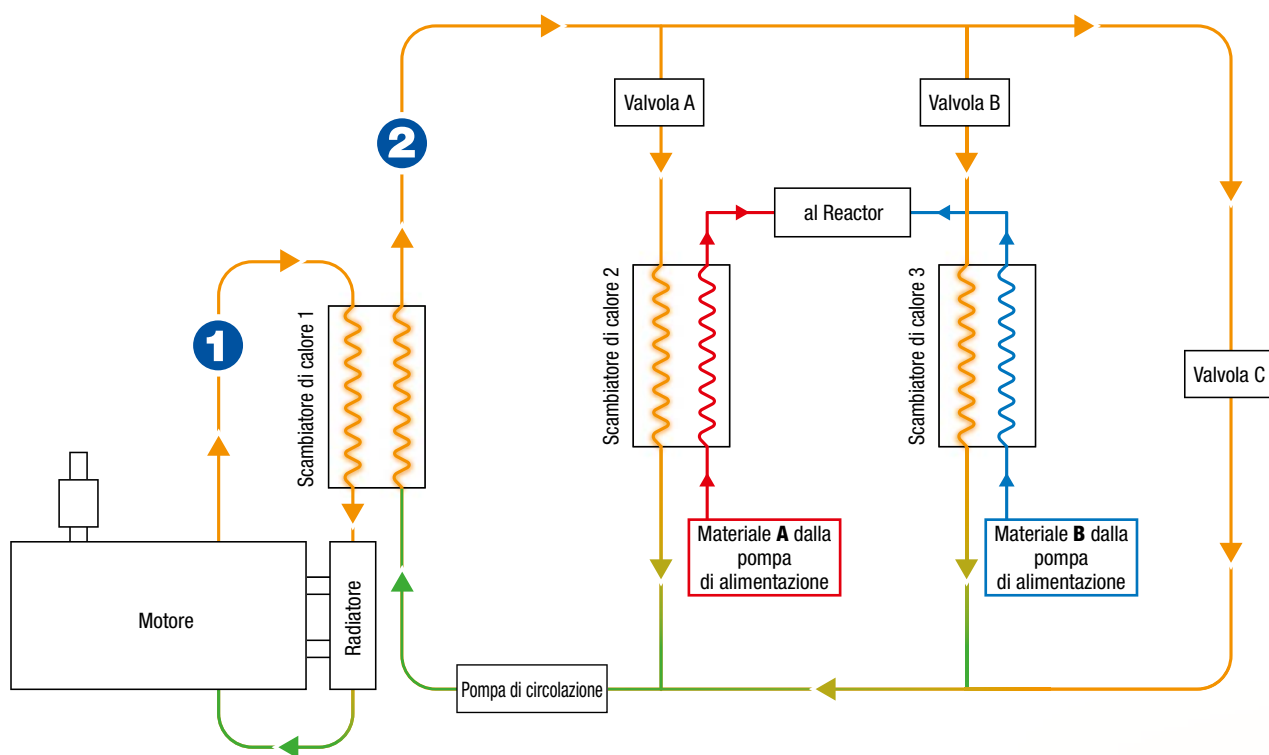 2
Valvola A
Valvola B
al Reactor
1
Scambiatore di calore 1
Scambiatore di calore 2
Scambiatore di calore 3
Valvola C
Materiale A dalla
pompa
di alimentazione
Materiale B dalla
pompa
di alimentazione
Motore
Radiatore
Pompa di circolazione